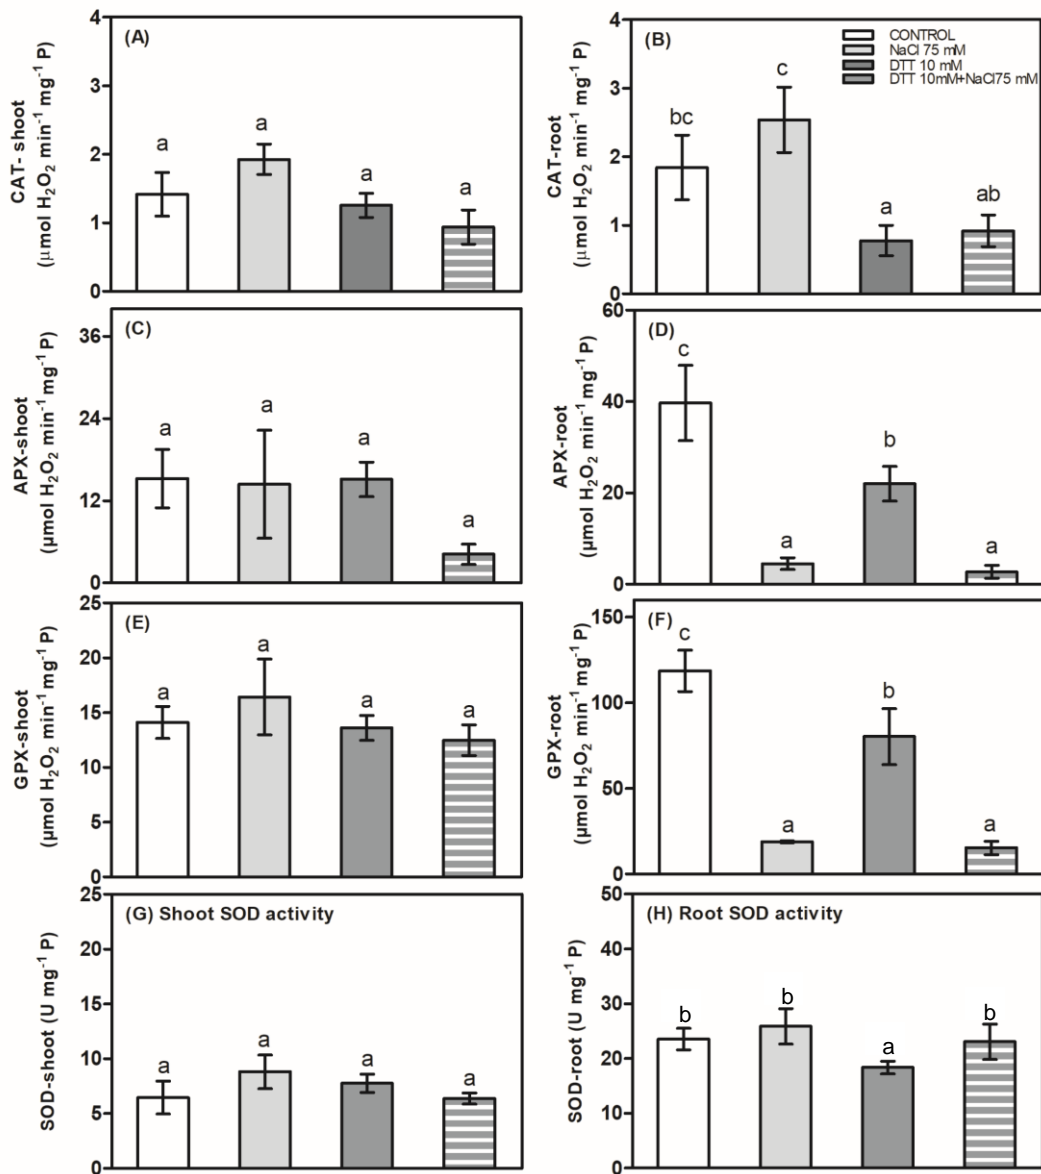 (A)
CAT- shoot
(μmol H₂O₂ min⁻¹ mg⁻¹ P)
4
3
2
1
0
a
a
a
a
(B)
CONTROL
NaCl 75 mM
DTT 10 mM
DTT 10mM+NaCl75 mM
CAT-root
(μmol H₂O₂ min⁻¹ mg⁻¹ P)
4
3
2
1
0
bc
c
a
ab
(C)
APX-shoot
(μmol H₂O₂ min⁻¹ mg⁻¹ P)
36
24
12
0
a
a
a
a
(D)
APX-root
(μmol H₂O₂ min⁻¹ mg⁻¹ P)
60
40
20
0
c
a
b
a
(E)
GPX-shoot
(μmol H₂O₂ min⁻¹ mg⁻¹ P)
25
20
15
10
5
0
a
a
a
a
(F)
GPX-root
(μmol H₂O₂ min⁻¹ mg⁻¹ P)
150
100
50
0
c
a
b
a
(G) Shoot SOD activity
SOD-shoot (U mg⁻¹ P)
25
20
15
10
5
0
a
a
a
a
(H) Root SOD activity
SOD-root (U mg⁻¹ P)
50
40
30
20
10
0
b
b
a
b